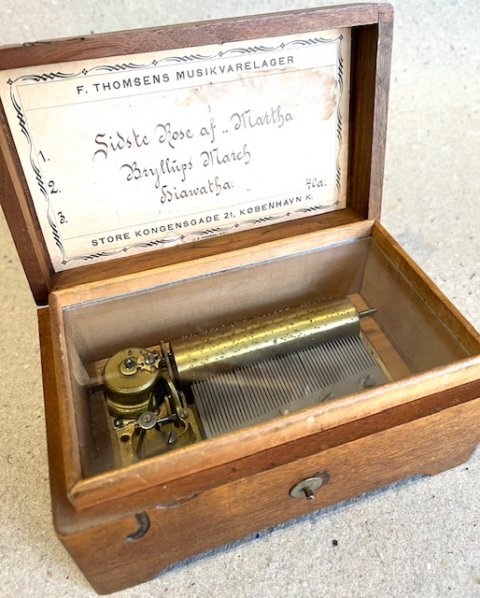 F. THOMSENS MUSIKVARELAGER
1. Sidste Rose af „Martha
2. Bryllups March
3. Hiawatha.
STORE KONGENSGADE 21, KØBENHAVN K.